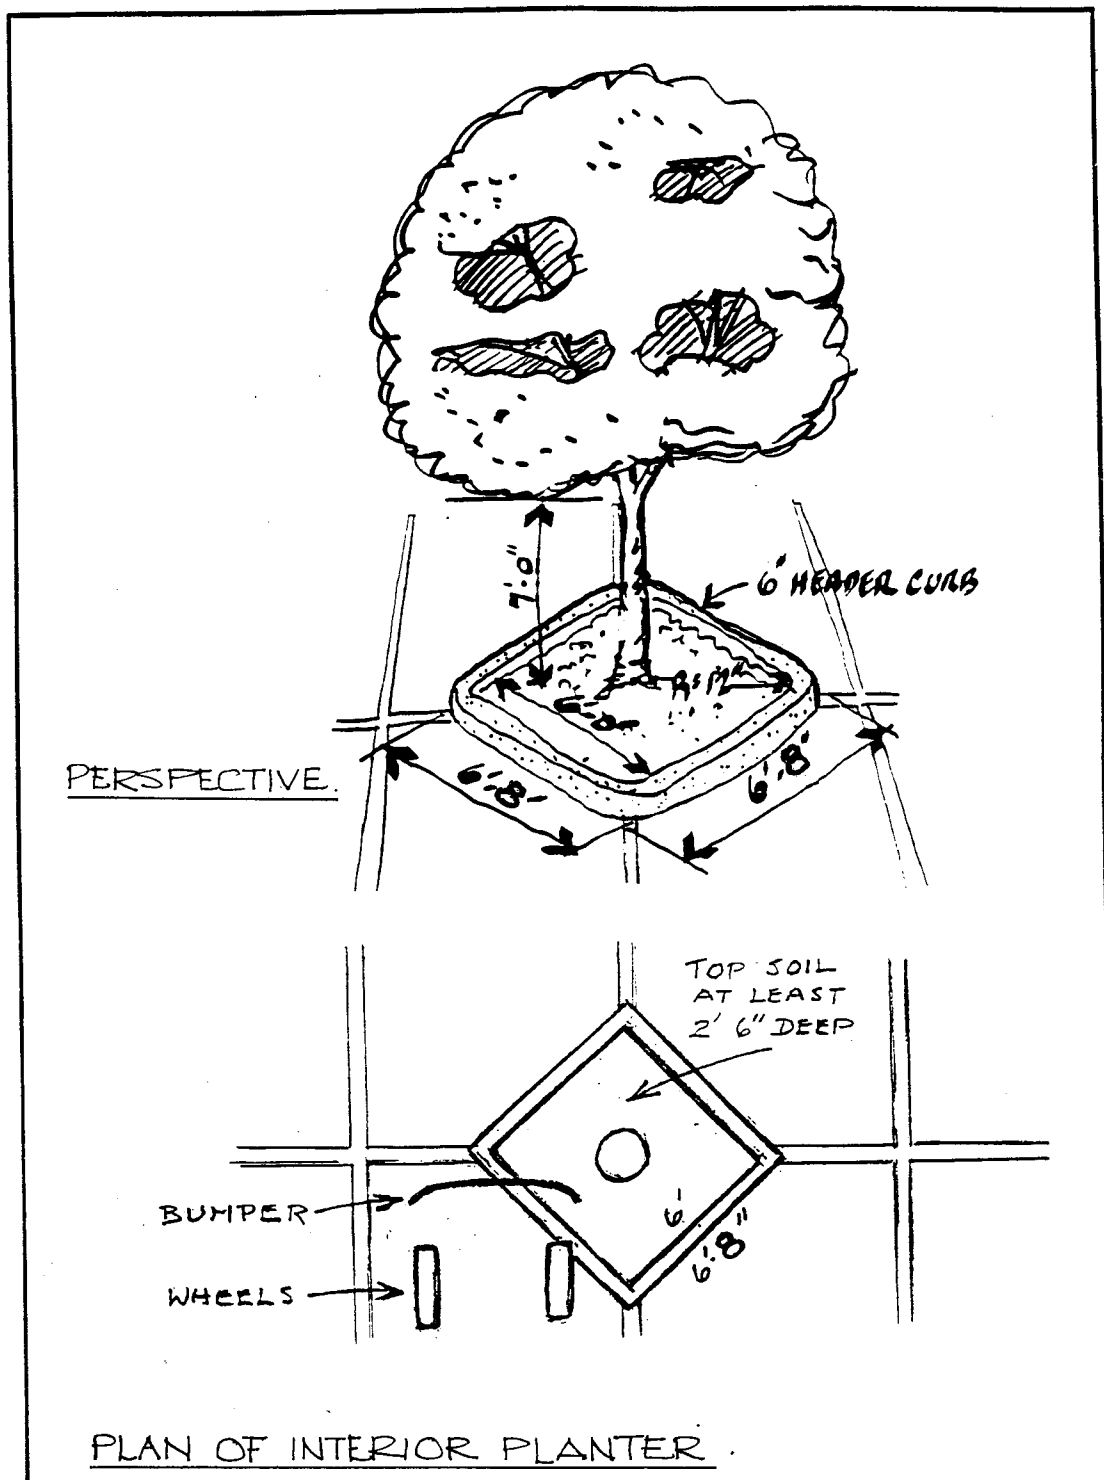 7'.0"
6" HEADER CURB
R=12"
6'-0"
6'.8'
6'.8'
PERSPECTIVE.
TOP SOIL
AT LEAST
2' 6" DEEP
BUMPER
6'
6'.8"
WHEELS
PLAN OF INTERIOR PLANTER.